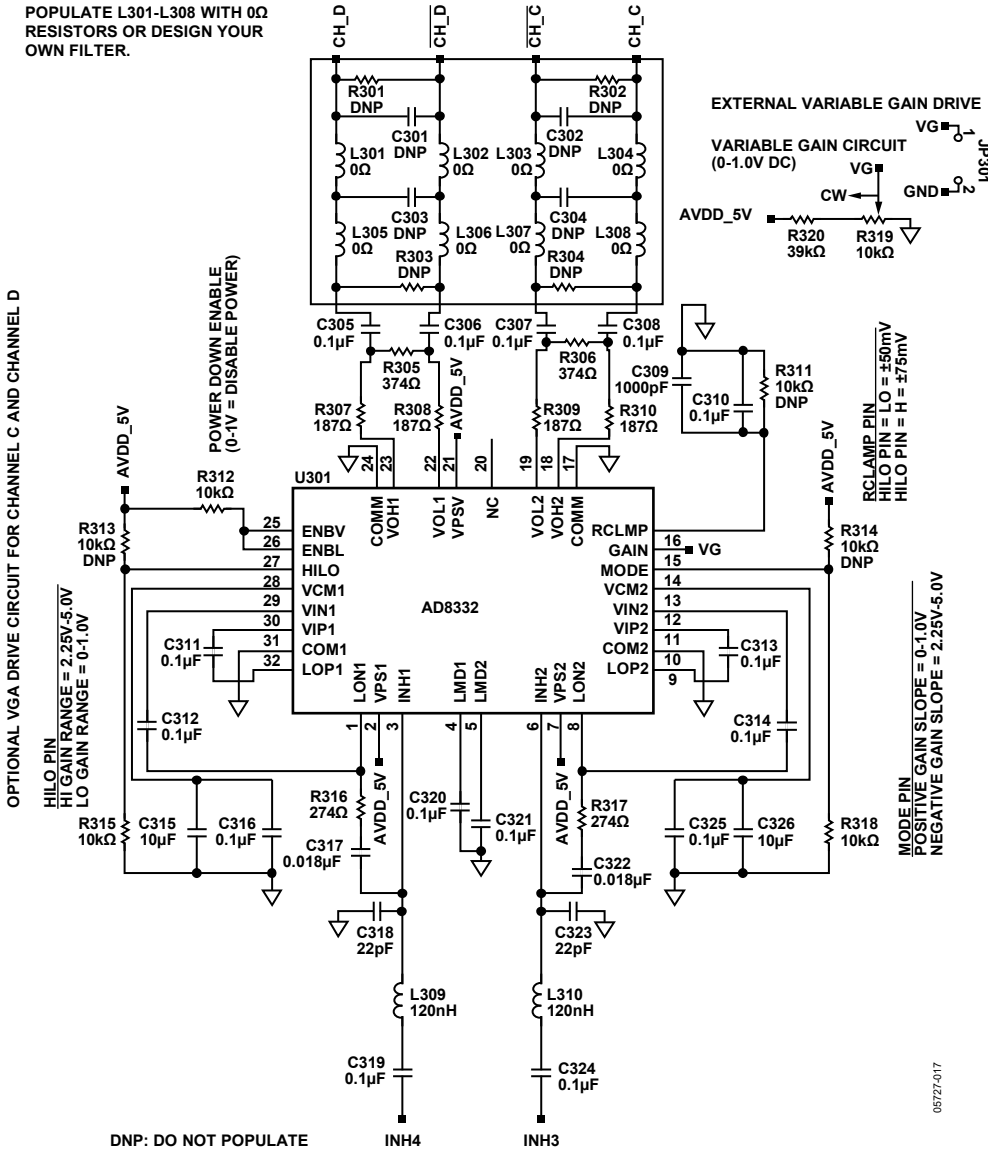 POPULATE L301-L308 WITH 0Ω
RESISTORS OR DESIGN YOUR
OWN FILTER.
CH_D
CH_D
CH_C
CH_C
R301
DNP
R302
DNP
C301
DNP
C302
DNP
L301
0Ω
L302
0Ω
L303
0Ω
L304
0Ω
C303
DNP
C304
DNP
L305
0Ω
L306
0Ω
L307
0Ω
L308
0Ω
R303
DNP
R304
DNP
EXTERNAL VARIABLE GAIN DRIVE
VG
1
JP301
2
GND
VARIABLE GAIN CIRCUIT
(0-1.0V DC)
VG
CW
AVDD_5V
R320
39kΩ
R319
10kΩ
OPTIONAL VGA DRIVE CIRCUIT FOR CHANNEL C AND CHANNEL D
POWER DOWN ENABLE
(0-1V = DISABLE POWER)
C305
0.1µF
C306
0.1µF
C307
0.1µF
C308
0.1µF
R305
374Ω
R306
374Ω
R307
187Ω
R308
187Ω
AVDD_5V
R309
187Ω
R310
187Ω
C309
1000pF
C310
0.1µF
R311
10kΩ
DNP
RCLAMP PIN
HILO PIN = LO = ±50mV
HILO PIN = H = ±75mV
AVDD_5V
R312
10kΩ
R313
10kΩ
DNP
AVDD_5V
R314
10kΩ
DNP
U301
24
23
22
21
20
19
18
17
COMM
VOH1
VOL1
VPSV
NC
VOL2
VOH2
COMM
25
ENBV
26
ENBL
27
HILO
28
VCM1
29
VIN1
30
VIP1
31
COM1
32
LOP1
AD8332
RCLMP
16
GAIN
VG
15
MODE
14
VCM2
13
VIN2
12
VIP2
11
COM2
10
LOP2
9
LON1
VPS1
INH1
LMD1
LMD2
INH2
VPS2
LON2
1
2
3
4
5
6
7
8
C311
0.1µF
C312
0.1µF
C313
0.1µF
C314
0.1µF
HILO PIN
HI GAIN RANGE = 2.25V-5.0V
LO GAIN RANGE = 0-1.0V
R315
10kΩ
C315
10µF
C316
0.1µF
R316
274Ω
AVDD_5V
C317
0.018µF
C320
0.1µF
C321
0.1µF
AVDD_5V
R317
274Ω
C322
0.018µF
C325
0.1µF
C326
10µF
R318
10kΩ
MODE PIN
POSITIVE GAIN SLOPE = 0-1.0V
NEGATIVE GAIN SLOPE = 2.25V-5.0V
C318
22pF
C323
22pF
L309
120nH
L310
120nH
C319
0.1µF
C324
0.1µF
INH4
INH3
DNP: DO NOT POPULATE
05727-017